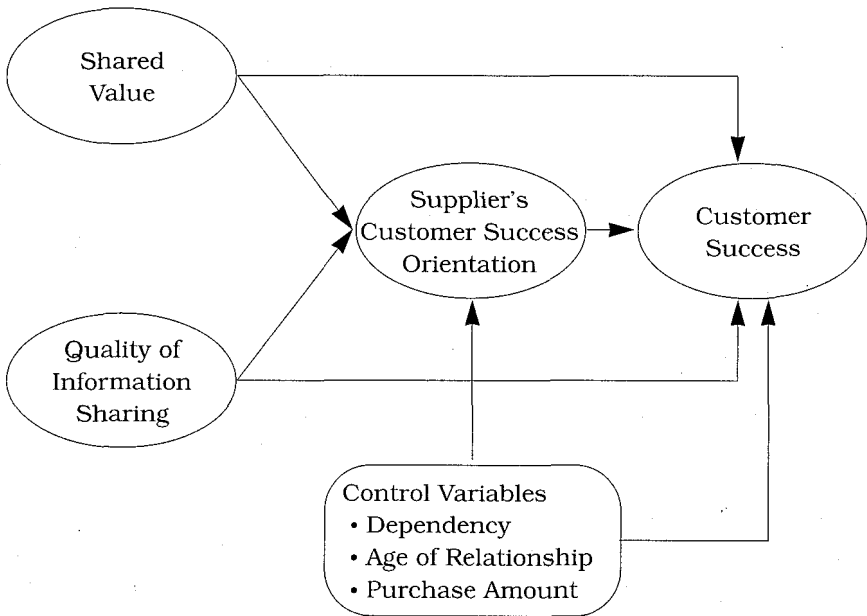 Shared
Value
Supplier's
Customer Success
Orientation
Customer
Success
Quality of
Information
Sharing
Control Variables
• Dependency
• Age of Relationship
• Purchase Amount